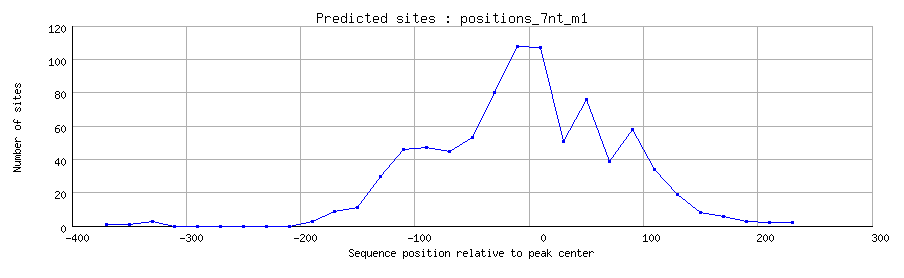 Predicted sites : positions_7nt_m1
120
100
80
60
40
20
0
Number of sites
-400 -300 -200 -100 0 100 200 300
Sequence position relative to peak center